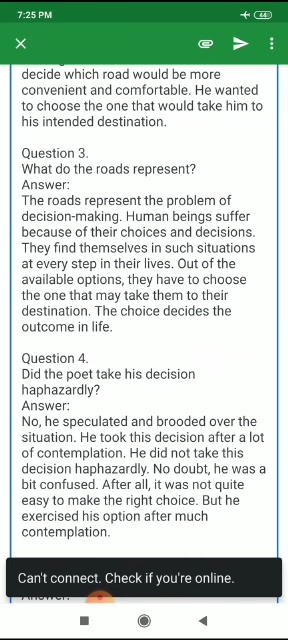 7:25 PM
44
decide which road would be more
convenient and comfortable. He wanted
to choose the one that would take him to
his intended destination.
Question 3.
What do the roads represent?
Answer:
The roads represent the problem of
decision-making. Human beings suffer
because of their choices and decisions.
They find themselves in such situations
at every step in their lives. Out of the
available options, they have to choose
the one that may take them to their
destination. The choice decides the
outcome in life.
Question 4.
Did the poet take his decision
haphazardly?
Answer:
No, he speculated and brooded over the
situation. He took this decision after a lot
of contemplation. He did not take this
decision haphazardly. No doubt, he was a
bit confused. After all, it was not quite
easy to make the right choice. But he
exercised his option after much
contemplation.
Can't connect. Check if you're online.
Answer: